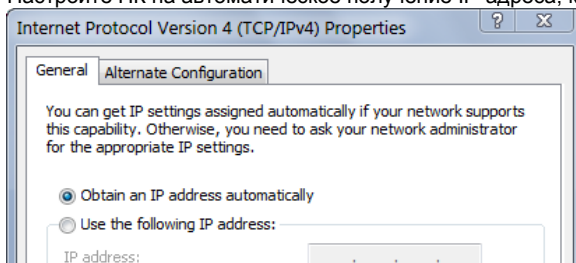 Настройте ПК на автоматическое получение IP-адреса,
Internet Protocol Version 4 (TCP/IPv4) Properties
General
Alternate Configuration
You can get IP settings assigned automatically if your network supports
this capability. Otherwise, you need to ask your network administrator
for the appropriate IP settings.
Obtain an IP address automatically
Use the following IP address:
IP address: